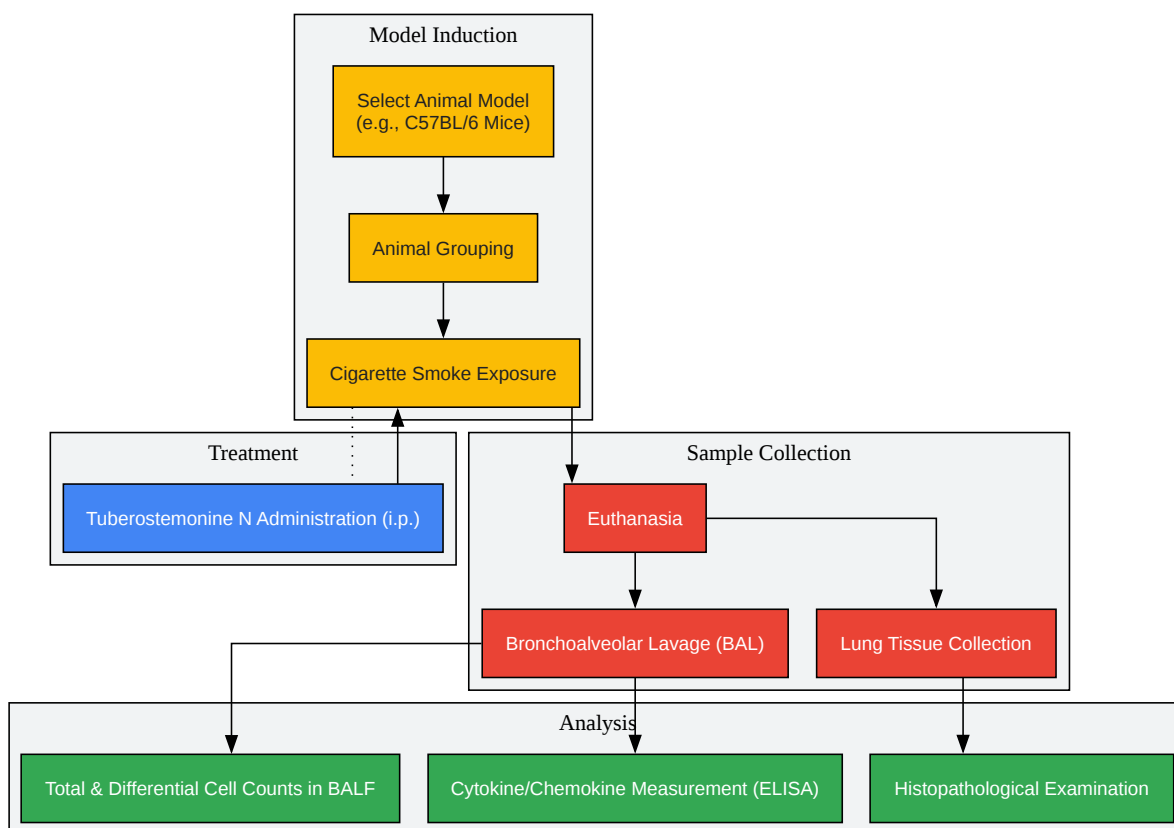 Model Induction
Select Animal Model
(e.g., C57BL/6 Mice)
Animal Grouping
Cigarette Smoke Exposure
Treatment
Tuberostemonine N Administration (i.p.)
Sample Collection
Euthanasia
Bronchoalveolar Lavage (BAL)
Lung Tissue Collection
Analysis
Total & Differential Cell Counts in BALF
Cytokine/Chemokine Measurement (ELISA)
Histopathological Examination